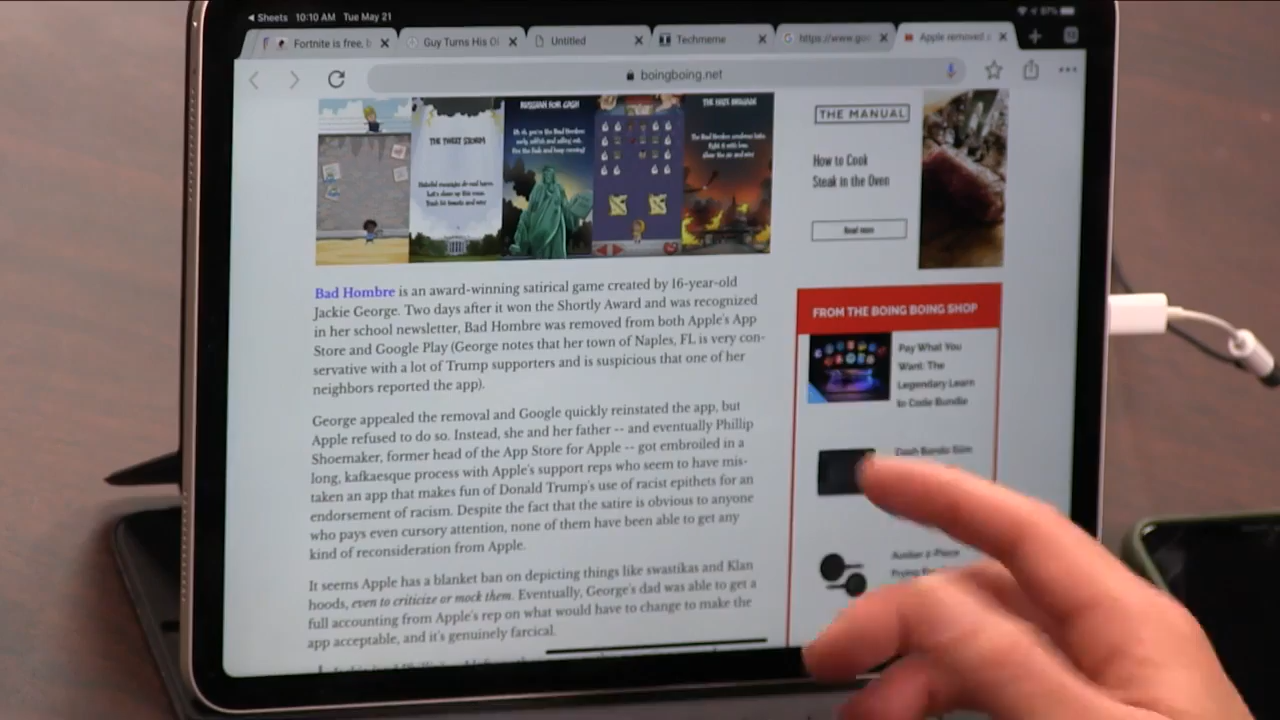 Sheets 10:10 AM Tue May 21
97%
Fortnite is free, b
Guy Turns His Ol
Untitled
Techmeme
https://www.goo
Apple removed a
boingboing.net
THE TWEET STORM
RUSSIAN FOR CASH
THE HATE BRIGADE
THE MANUAL
How to Cook
Steak in the Oven
Read more
Bad Hombre is an award-winning satirical game created by 16-year-old
Jackie George. Two days after it won the Shortly Award and was recognized
in her school newsletter, Bad Hombre was removed from both Apple's App
Store and Google Play (George notes that her town of Naples, FL is very con-
servative with a lot of Trump supporters and is suspicious that one of her
neighbors reported the app).
George appealed the removal and Google quickly reinstated the app, but
Apple refused to do so. Instead, she and her father -- and eventually Phillip
Shoemaker, former head of the App Store for Apple -- got embroiled in a
long, kafkaesque process with Apple's support reps who seem to have mis-
taken an app that makes fun of Donald Trump's use of racist epithets for an
endorsement of racism. Despite the fact that the satire is obvious to anyone
who pays even cursory attention, none of them have been able to get any
kind of reconsideration from Apple.
It seems Apple has a blanket ban on depicting things like swastikas and Klan
hoods, even to criticize or mock them. Eventually, George's dad was able to get a
full accounting from Apple's rep on what would have to change to make the
app acceptable, and it's genuinely farcical.
FROM THE BOING BOING SHOP
Pay What You
Want: The
Legendary Learn
to Code Bundle